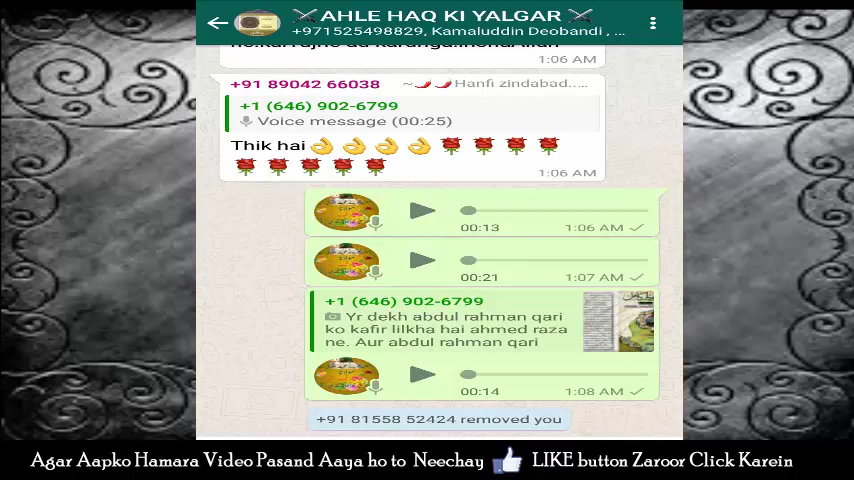 AHLE HAQ KI YALGAR
+971525498829, Kamaluddin Deobandi , ...
1:06 AM
+91 89042 66038 ~🌶️🌶️Hanfi zindabad.....
+1 (646) 902-6799
Voice message (00:25)
Thik hai👌👌👌👌🌹🌹🌹🌹
🌹🌹🌹🌹🌹
1:06 AM
00:13 1:06 AM
00:21 1:07 AM
+1 (646) 902-6799
Yr dekh abdul rahman qari
ko kafir lilkha hai ahmed raza
ne. Aur abdul rahman qari
00:14 1:08 AM
+91 81558 52424 removed you
Agar Aapko Hamara Video Pasand Aaya ho to Neechay LIKE button Zaroor Click Karein